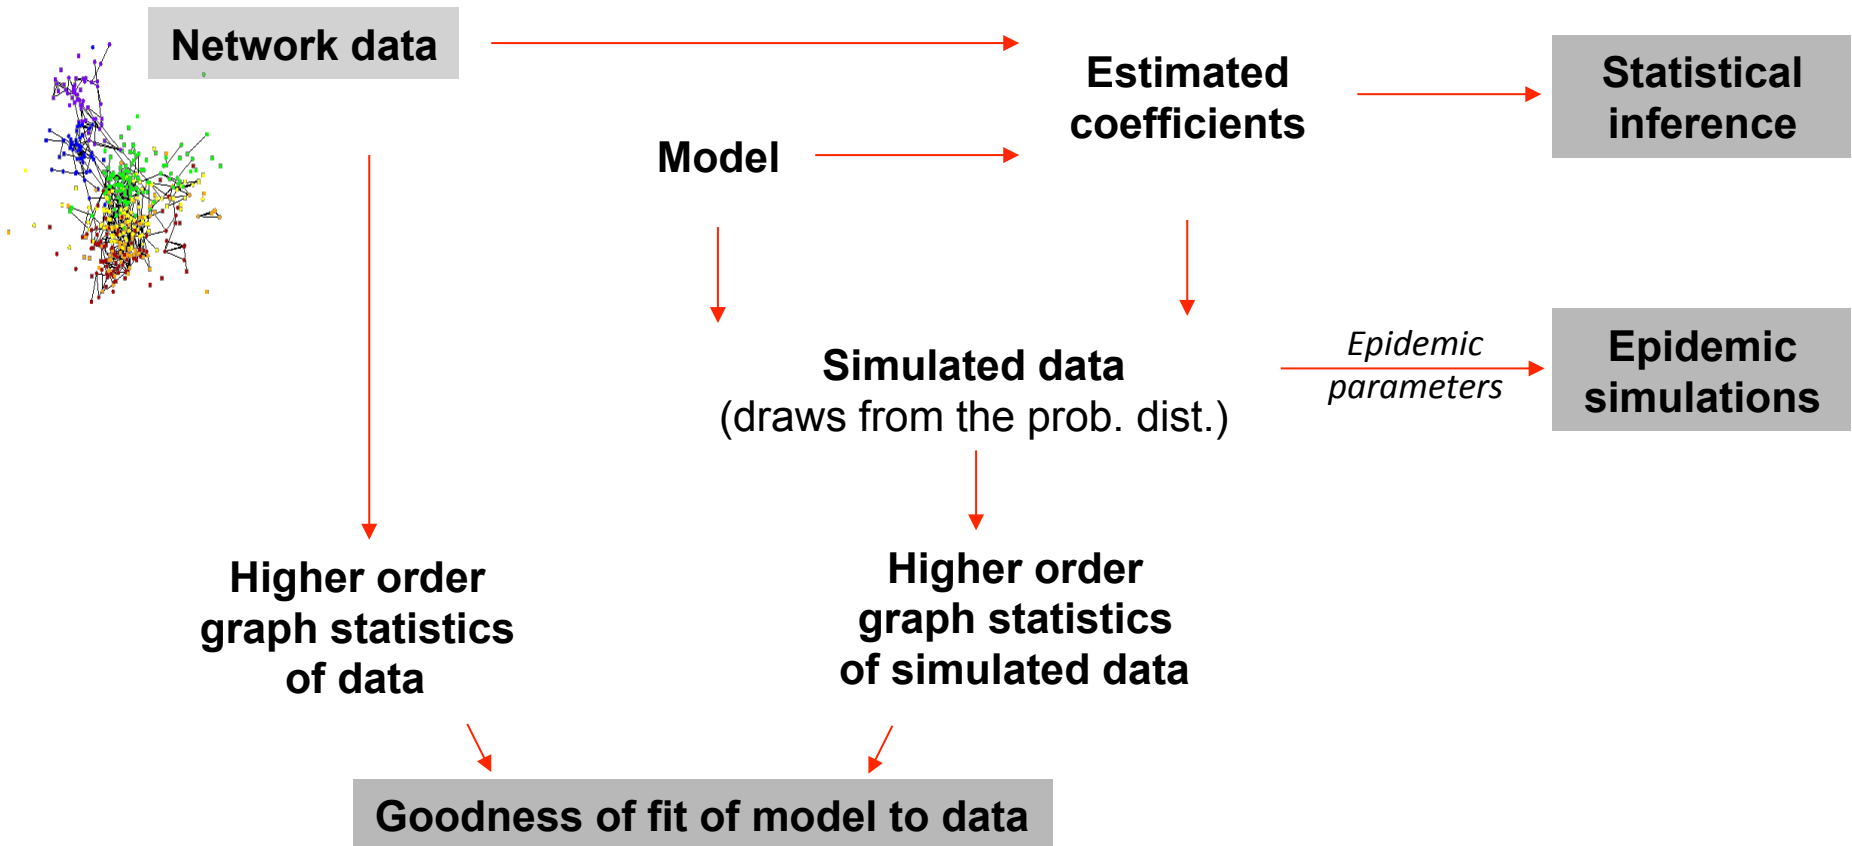 Network data
Estimated
coefficients
Statistical
inference
Model
Simulated data
(draws from the prob. dist.)
Epidemic
parameters
Epidemic
simulations
Higher order
graph statistics
of data
Higher order
graph statistics
of simulated data
Goodness of fit of model to data